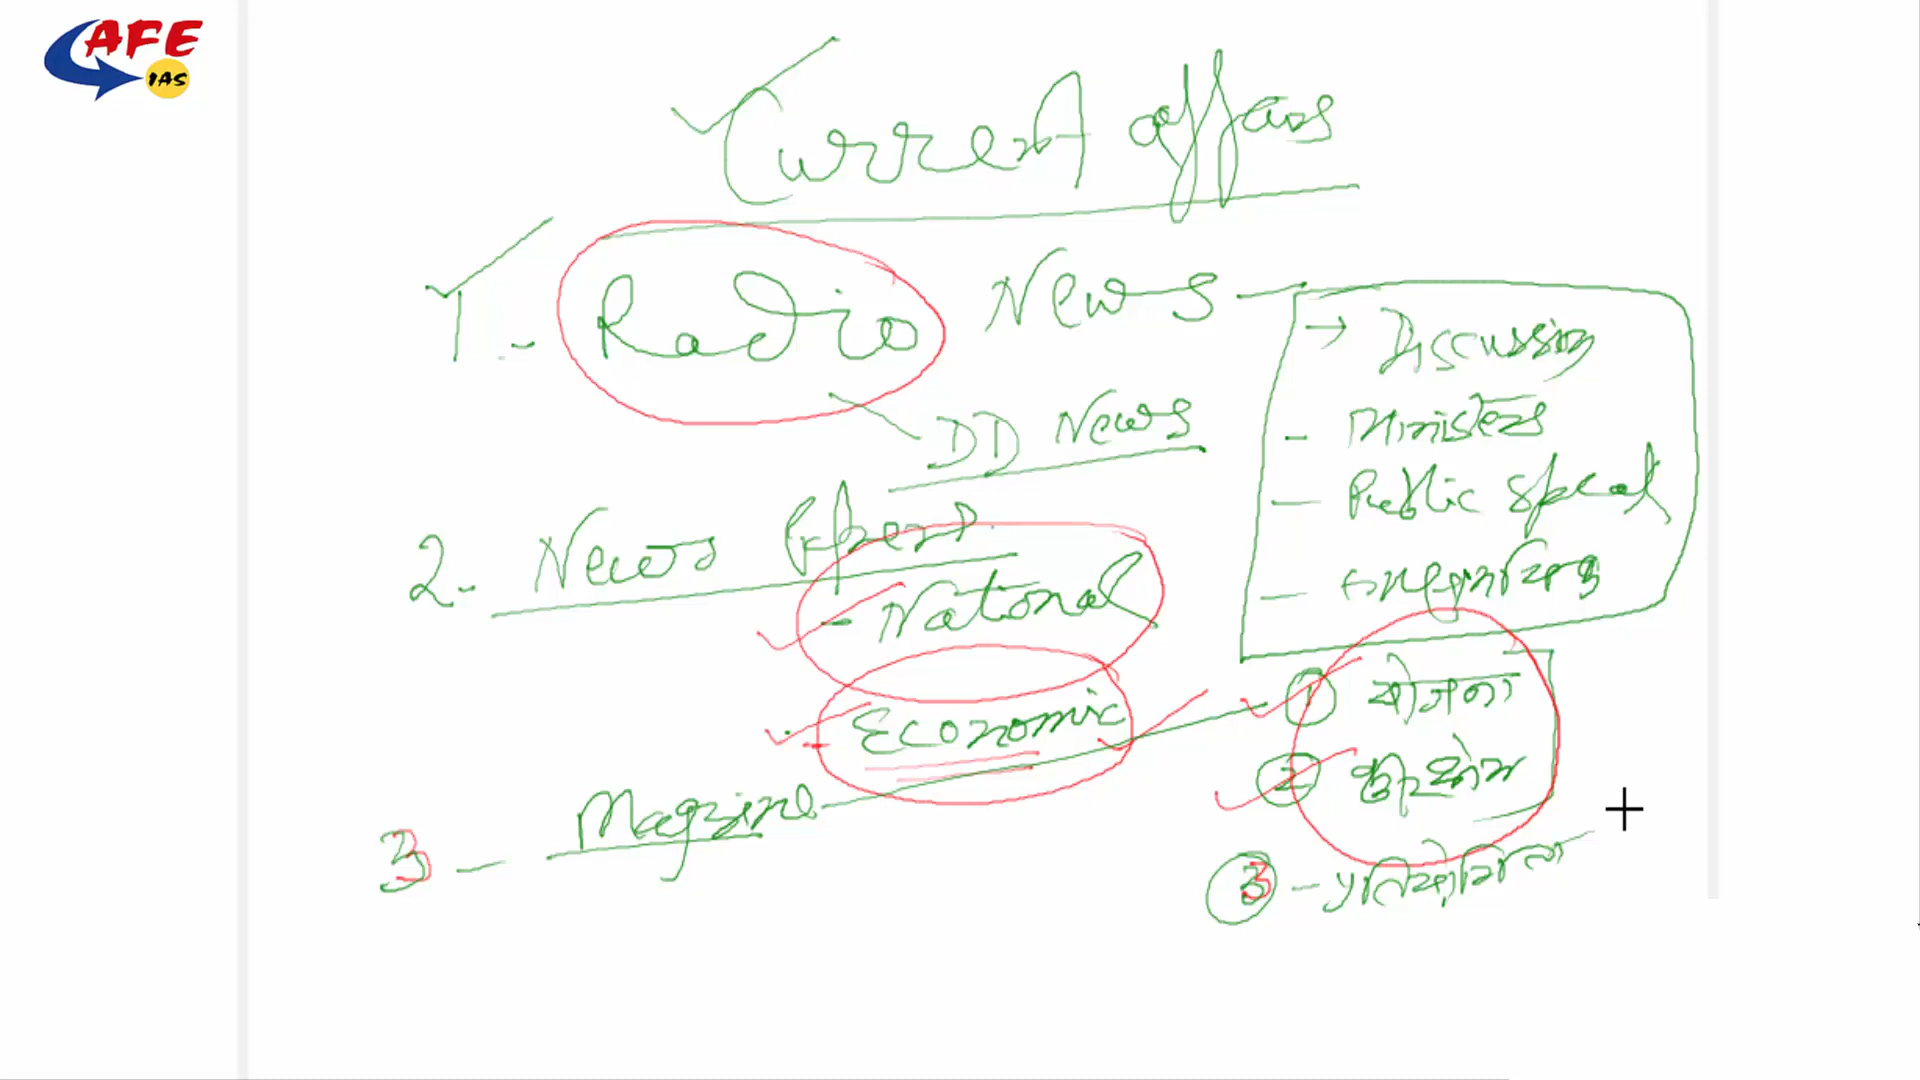 AFE
IAS
Current affairs
1- Radio News
→ Discussion
DD News
- Ministers
2- News Papers
- Public Speak
- National
- Economic
① योजना
② कुरुक्षेत्र
3 - Magzine
③ - प्रतियोगिता